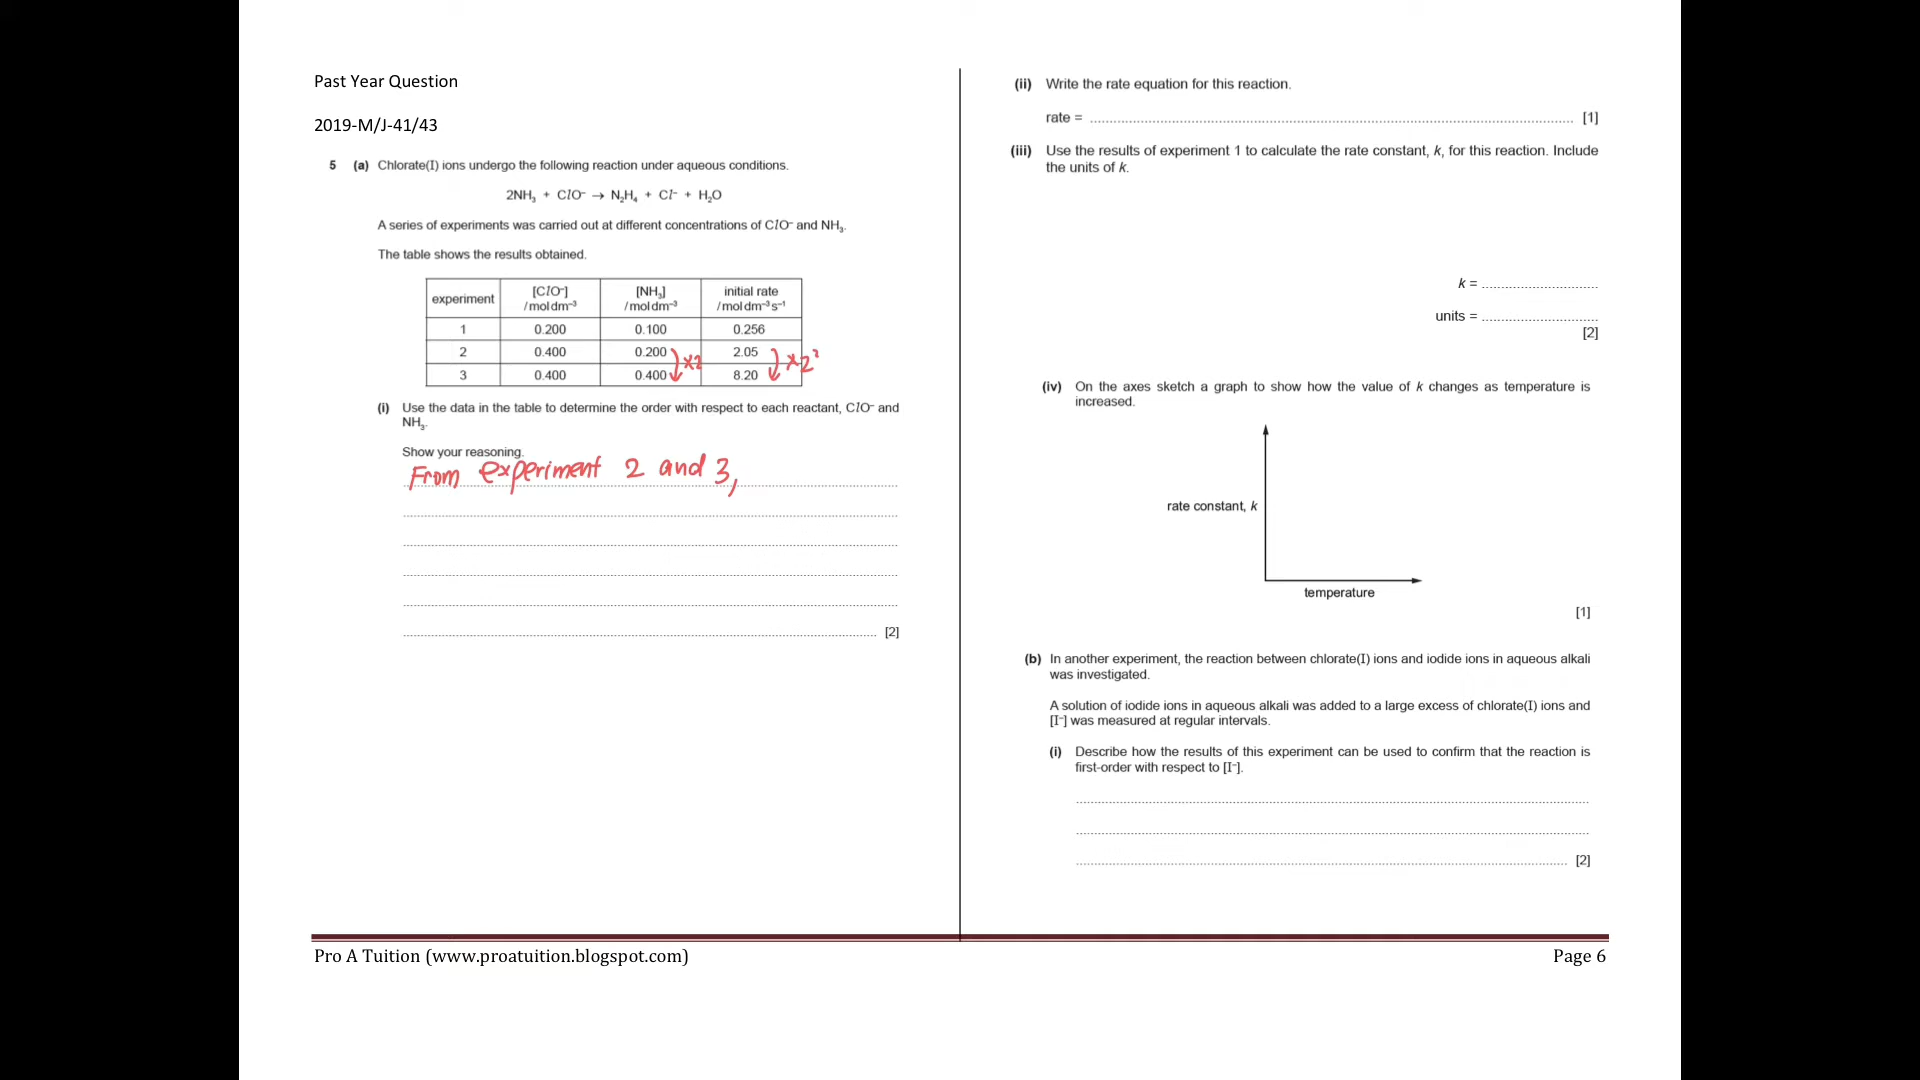 Past Year Question
2019-M/J-41/43
5 (a) Chlorate(I) ions undergo the following reaction under aqueous conditions.
2NH₃ + ClO⁻ → N₂H₄ + Cl⁻ + H₂O
A series of experiments was carried out at different concentrations of ClO⁻ and NH₃.
The table shows the results obtained.
experiment [ClO⁻] /moldm⁻³ [NH₃] /moldm⁻³ initial rate /moldm⁻³s⁻¹
1 0.200 0.100 0.256
2 0.400 0.200 2.05
×2 ×2²
3 0.400 0.400 8.20
(i) Use the data in the table to determine the order with respect to each reactant, ClO⁻ and
NH₃.
Show your reasoning.
From experiment 2 and 3,
[2]
(ii) Write the rate equation for this reaction.
rate = [1]
(iii) Use the results of experiment 1 to calculate the rate constant, k, for this reaction. Include
the units of k.
k =
units =
[2]
(iv) On the axes sketch a graph to show how the value of k changes as temperature is
increased.
rate constant, k
temperature
[1]
(b) In another experiment, the reaction between chlorate(I) ions and iodide ions in aqueous alkali
was investigated.
A solution of iodide ions in aqueous alkali was added to a large excess of chlorate(I) ions and
[I⁻] was measured at regular intervals.
(i) Describe how the results of this experiment can be used to confirm that the reaction is
first-order with respect to [I⁻].
[2]
Pro A Tuition (www.proatuition.blogspot.com) Page 6